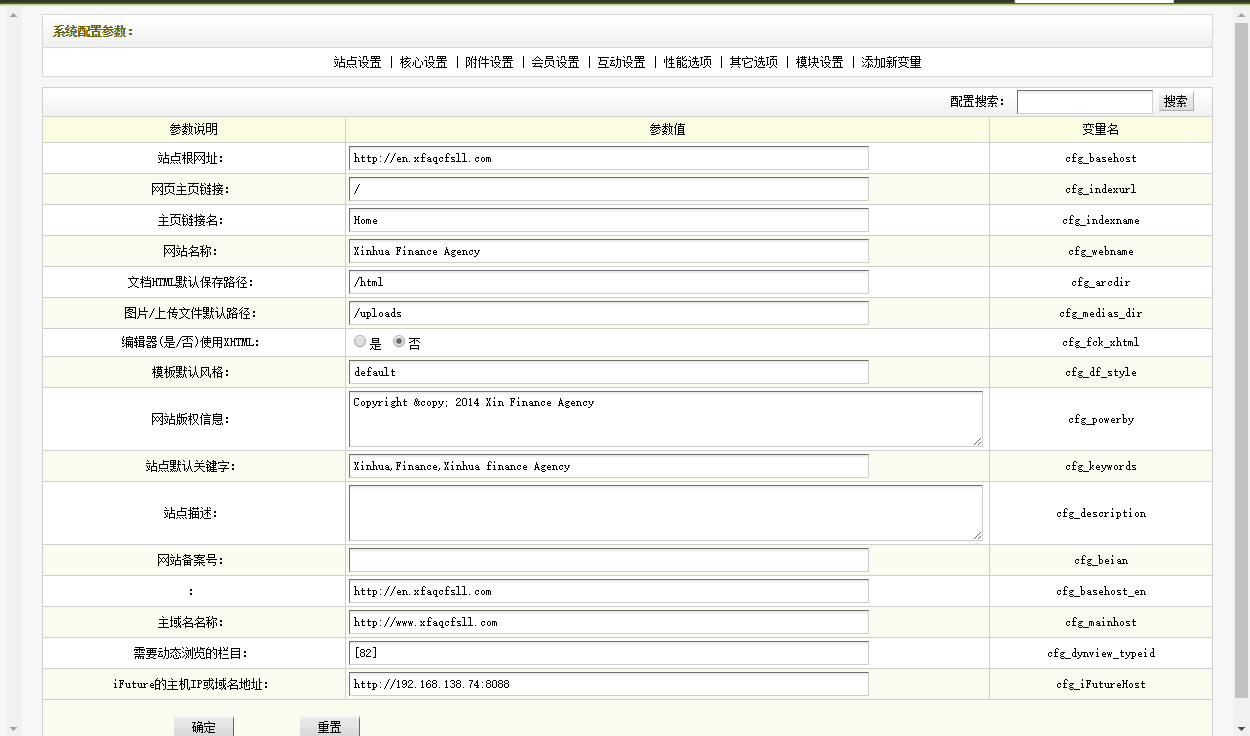 系统配置参数：
站点设置 | 核心设置 | 附件设置 | 会员设置 | 互动设置 | 性能选项 | 其它选项 | 模块设置 | 添加新变量
配置搜索： 搜索
参数说明 参数值 变量名
站点根网址： http://en.xfaqcfsll.com cfg_basehost
网页主页链接： / cfg_indexurl
主页链接名： Home cfg_indexname
网站名称： Xinhua Finance Agency cfg_webname
文档HTML默认保存路径： /html cfg_arcdir
图片/上传文件默认路径： /uploads cfg_medias_dir
编辑器(是/否)使用XHTML： 是 否 cfg_fck_xhtml
模板默认风格： default cfg_df_style
网站版权信息： Copyright &copy; 2014 Xin Finance Agency cfg_powerby
站点默认关键字： Xinhua,Finance,Xinhua finance Agency cfg_keywords
站点描述： cfg_description
网站备案号： cfg_beian
： http://en.xfaqcfsll.com cfg_basehost_en
主域名名称： http://www.xfaqcfsll.com cfg_mainhost
需要动态浏览的栏目： [82] cfg_dynview_typeid
iFuture的主机IP或域名地址： http://192.168.138.74:8088 cfg_iFutureHost
确定 重置